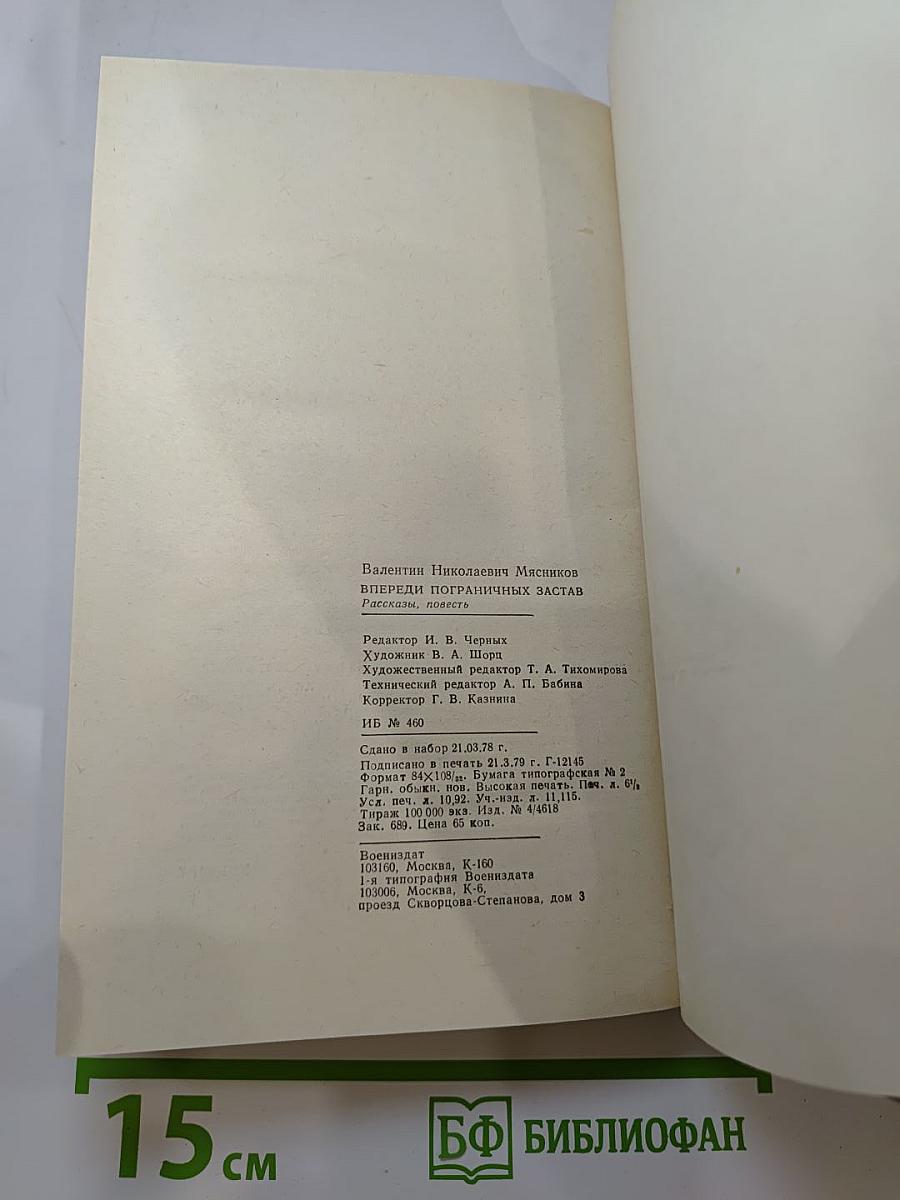 Валентин Николаевич Мясников
ВПЕРЕДИ ПОГРАНИЧНЫХ ЗАСТАВ
Рассказы, повесть
Редактор И. В. Черных
Художник В. А. Шорц
Художественный редактор Т. А. Тихомирова
Технический редактор А. П. Бабина
Корректор Г. В. Казнина
ИБ № 460
Сдано в набор 21.03.78 г.
Подписано в печать 21.3.79 г. Г-12145
Формат 84×108/₃₂. Бумага типографская № 2
Гарн. обыкн. нов. Высокая печать. Печ. л. 6¹/₂
Усл. печ. л. 10,92. Уч.-изд. л. 11,115.
Тираж 100 000 экз. Изд. № 4/4618
Зак. 689. Цена 65 коп.
Воениздат
103160, Москва, К-160
1-я типография Воениздата
103006, Москва, К-6,
проезд Скворцова-Степанова, дом 3
15 см
БФ БИБЛИОФАН